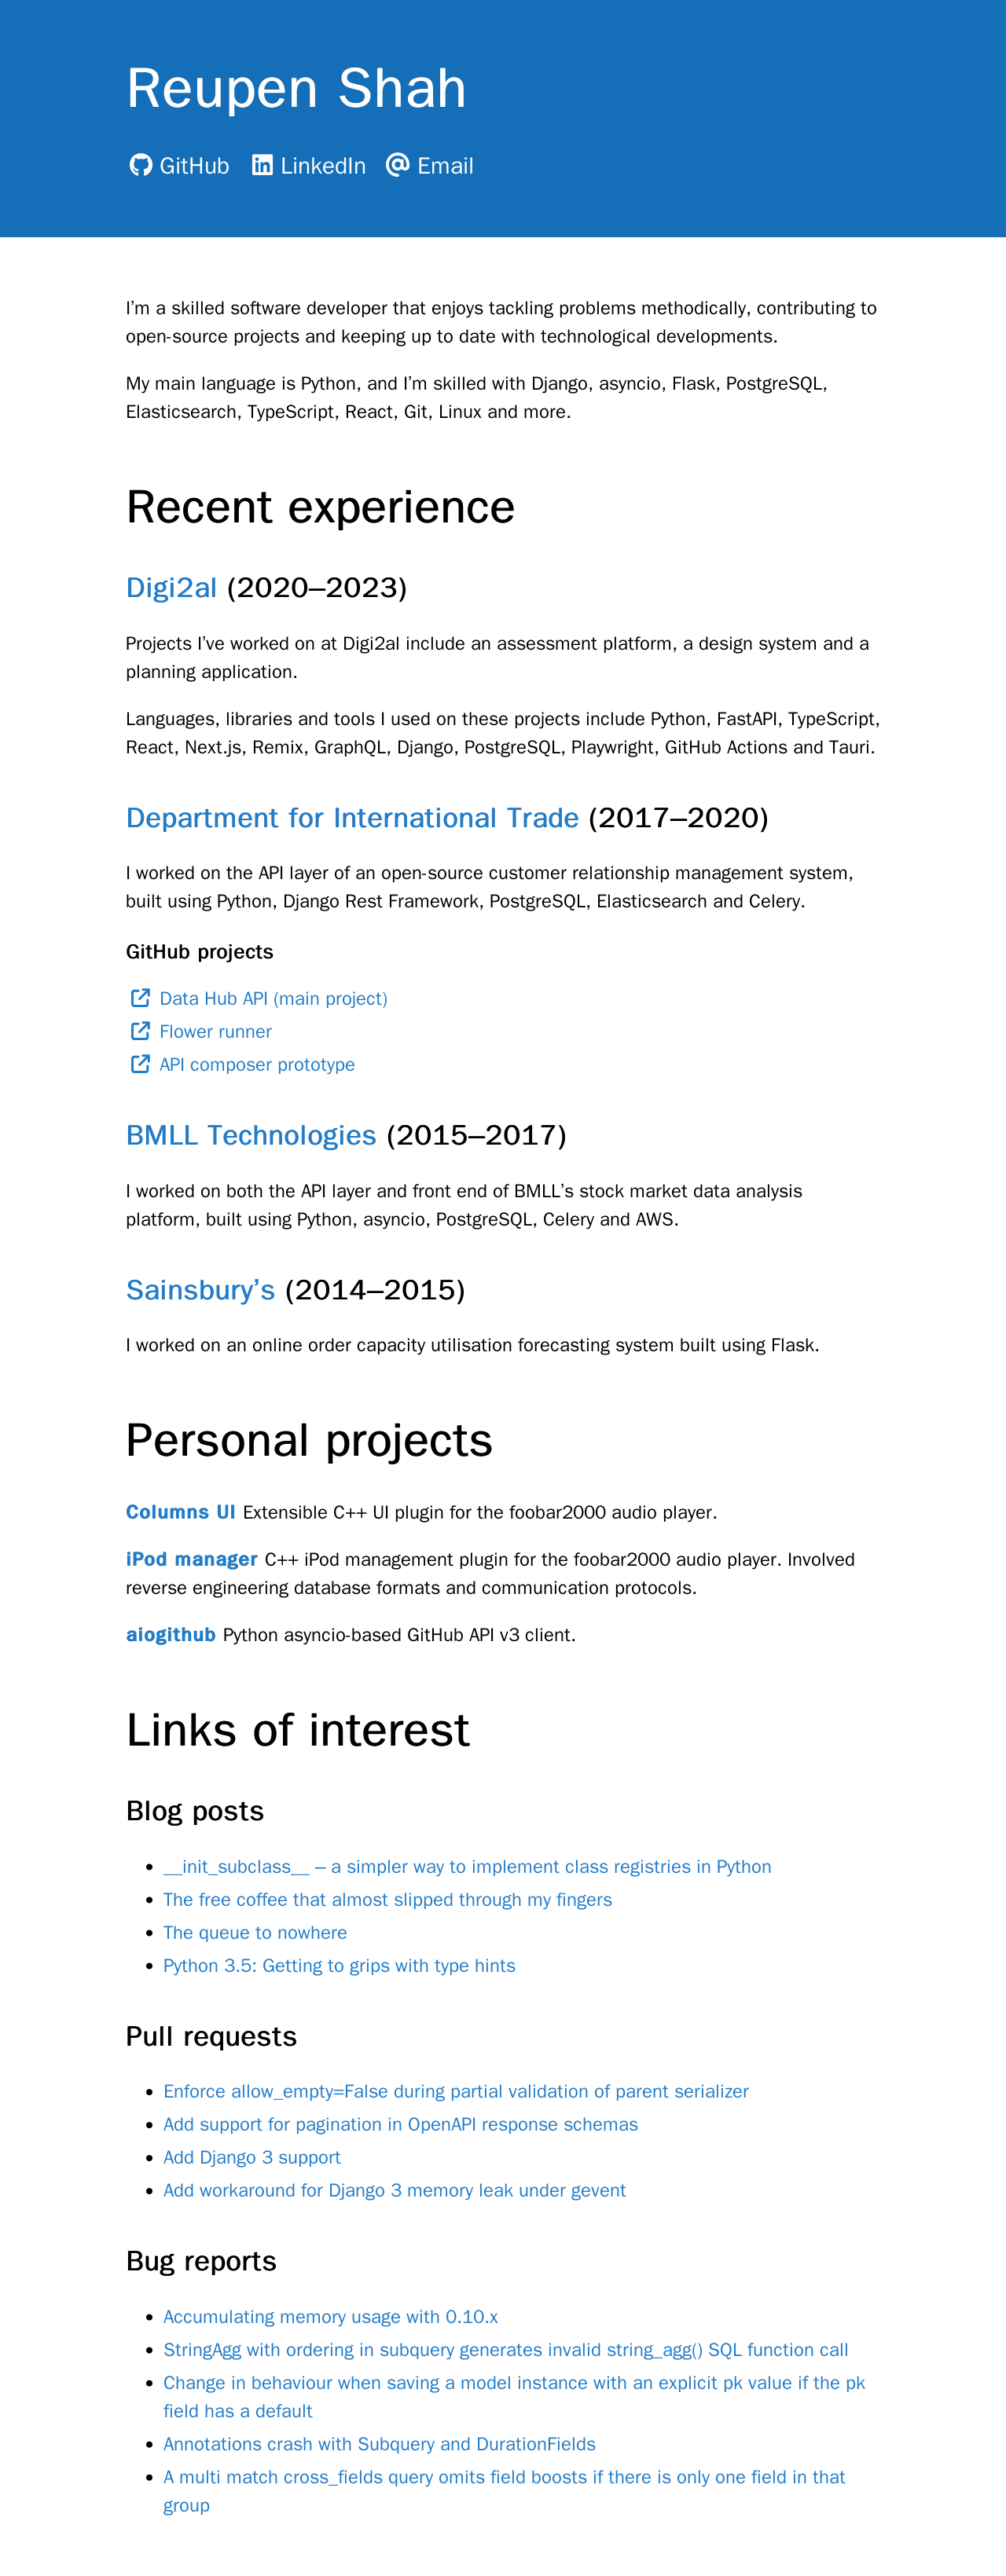 Reupen Shah
GitHub LinkedIn Email
I’m a skilled software developer that enjoys tackling problems methodically, contributing to
open-source projects and keeping up to date with technological developments.
My main language is Python, and I’m skilled with Django, asyncio, Flask, PostgreSQL,
Elasticsearch, TypeScript, React, Git, Linux and more.
Recent experience
Digi2al (2020–2023)
Projects I’ve worked on at Digi2al include an assessment platform, a design system and a
planning application.
Languages, libraries and tools I used on these projects include Python, FastAPI, TypeScript,
React, Next.js, Remix, GraphQL, Django, PostgreSQL, Playwright, GitHub Actions and Tauri.
Department for International Trade (2017–2020)
I worked on the API layer of an open-source customer relationship management system,
built using Python, Django Rest Framework, PostgreSQL, Elasticsearch and Celery.
GitHub projects
Data Hub API (main project)
Flower runner
API composer prototype
BMLL Technologies (2015–2017)
I worked on both the API layer and front end of BMLL’s stock market data analysis
platform, built using Python, asyncio, PostgreSQL, Celery and AWS.
Sainsbury’s (2014–2015)
I worked on an online order capacity utilisation forecasting system built using Flask.
Personal projects
Columns UI Extensible C++ UI plugin for the foobar2000 audio player.
iPod manager C++ iPod management plugin for the foobar2000 audio player. Involved
reverse engineering database formats and communication protocols.
aiogithub Python asyncio-based GitHub API v3 client.
Links of interest
Blog posts
• __init_subclass__ – a simpler way to implement class registries in Python
• The free coffee that almost slipped through my fingers
• The queue to nowhere
• Python 3.5: Getting to grips with type hints
Pull requests
• Enforce allow_empty=False during partial validation of parent serializer
• Add support for pagination in OpenAPI response schemas
• Add Django 3 support
• Add workaround for Django 3 memory leak under gevent
Bug reports
• Accumulating memory usage with 0.10.x
• StringAgg with ordering in subquery generates invalid string_agg() SQL function call
• Change in behaviour when saving a model instance with an explicit pk value if the pk
field has a default
• Annotations crash with Subquery and DurationFields
• A multi match cross_fields query omits field boosts if there is only one field in that
group